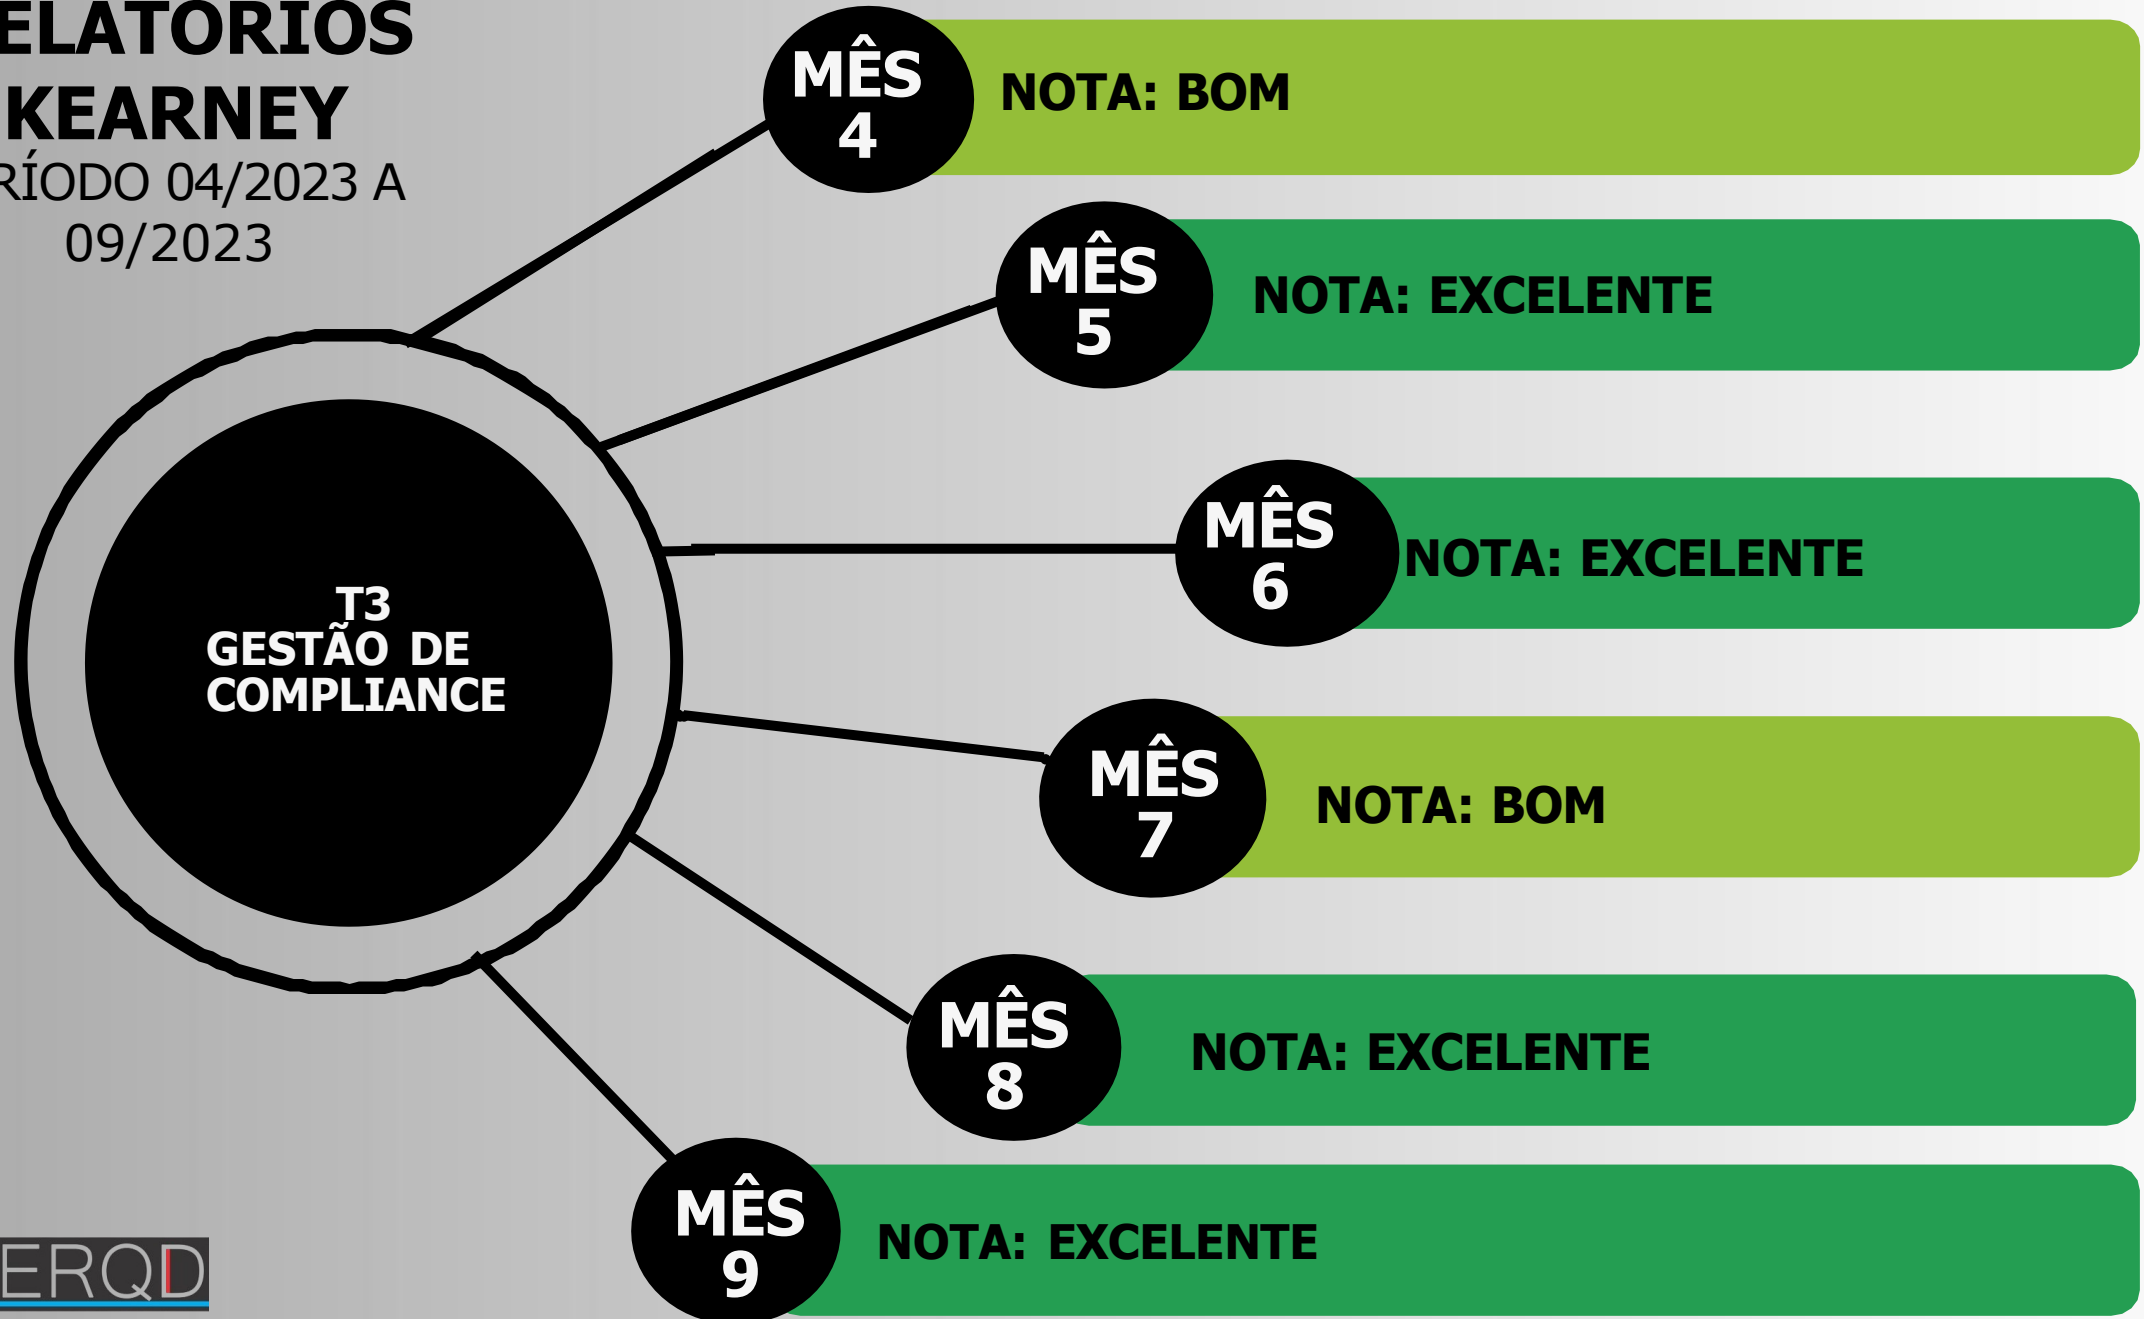 ELATÓRIOS
KEARNEY
RÍODO 04/2023 A
09/2023
MÊS
4
NOTA: BOM
MÊS
5
NOTA: EXCELENTE
MÊS
6
NOTA: EXCELENTE
T3
GESTÃO DE
COMPLIANCE
MÊS
7
NOTA: BOM
MÊS
8
NOTA: EXCELENTE
MÊS
9
NOTA: EXCELENTE
ERQD